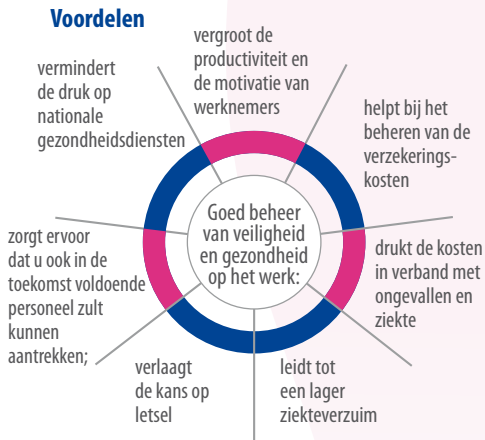 Voordelen
vergroot de
productiviteit en
de motivatie van
werknemers
helpt bij het
beheren van de
verzekerings-
kosten
drukt de kosten
in verband met
ongevallen en
ziekte
leidt tot
een lager
ziekteverzuim
verlaagt
de kans op
letsel
zorgt ervoor
dat u ook in de
toekomst voldoende
personeel zult
kunnen
aantrekken;
vermindert
de druk op
nationale
gezondheidsdiensten
Goed beheer
van veiligheid
en gezondheid
op het werk: